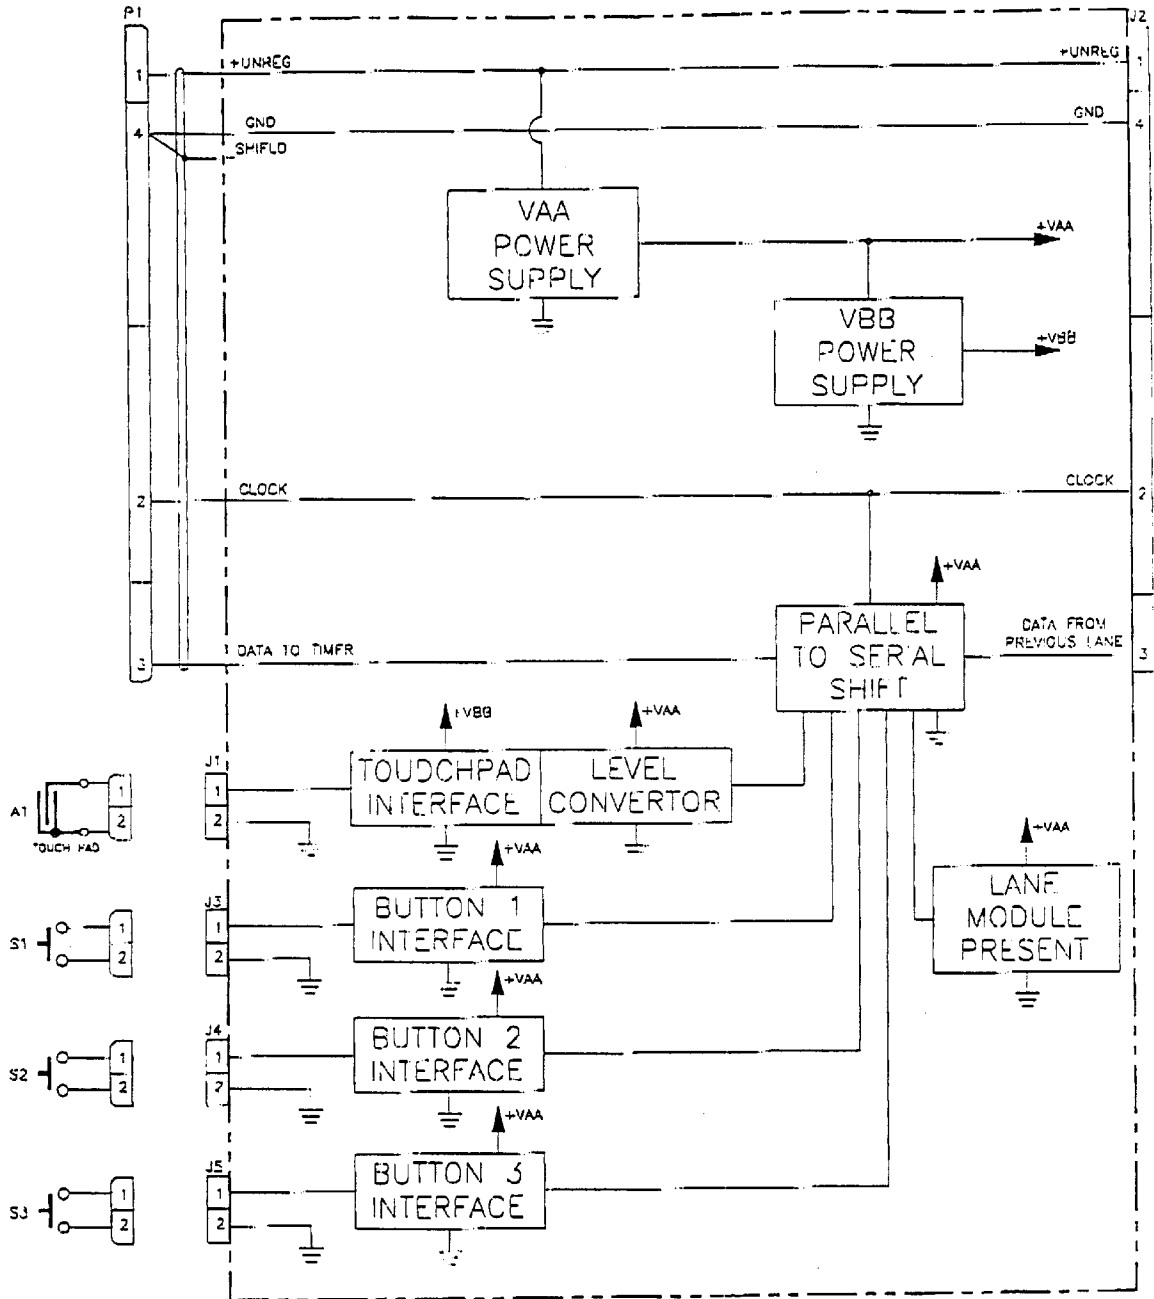 P1
J2
+UNREG
+UNREG
1
1
GND
GND
4
4
SHIELD
VAA
POWER
SUPPLY
+VAA
VBB
POWER
SUPPLY
+VBB
CLOCK
CLOCK
2
2
+VAA
PARALLEL
TO SERIAL
SHIFT
DATA FROM
PREVIOUS LANE
3
DATA TO TIMER
3
+VBB
+VAA
J1
TOUDCHPAD
INTERFACE
LEVEL
CONVERTOR
A1
1
2
1
2
TOUCH PAD
+VAA
+VAA
J3
BUTTON 1
INTERFACE
LANE
MODULE
PRESENT
S1
1
2
1
2
+VAA
J4
BUTTON 2
INTERFACE
S2
1
2
1
2
+VAA
J5
BUTTON 3
INTERFACE
S3
1
2
1
2